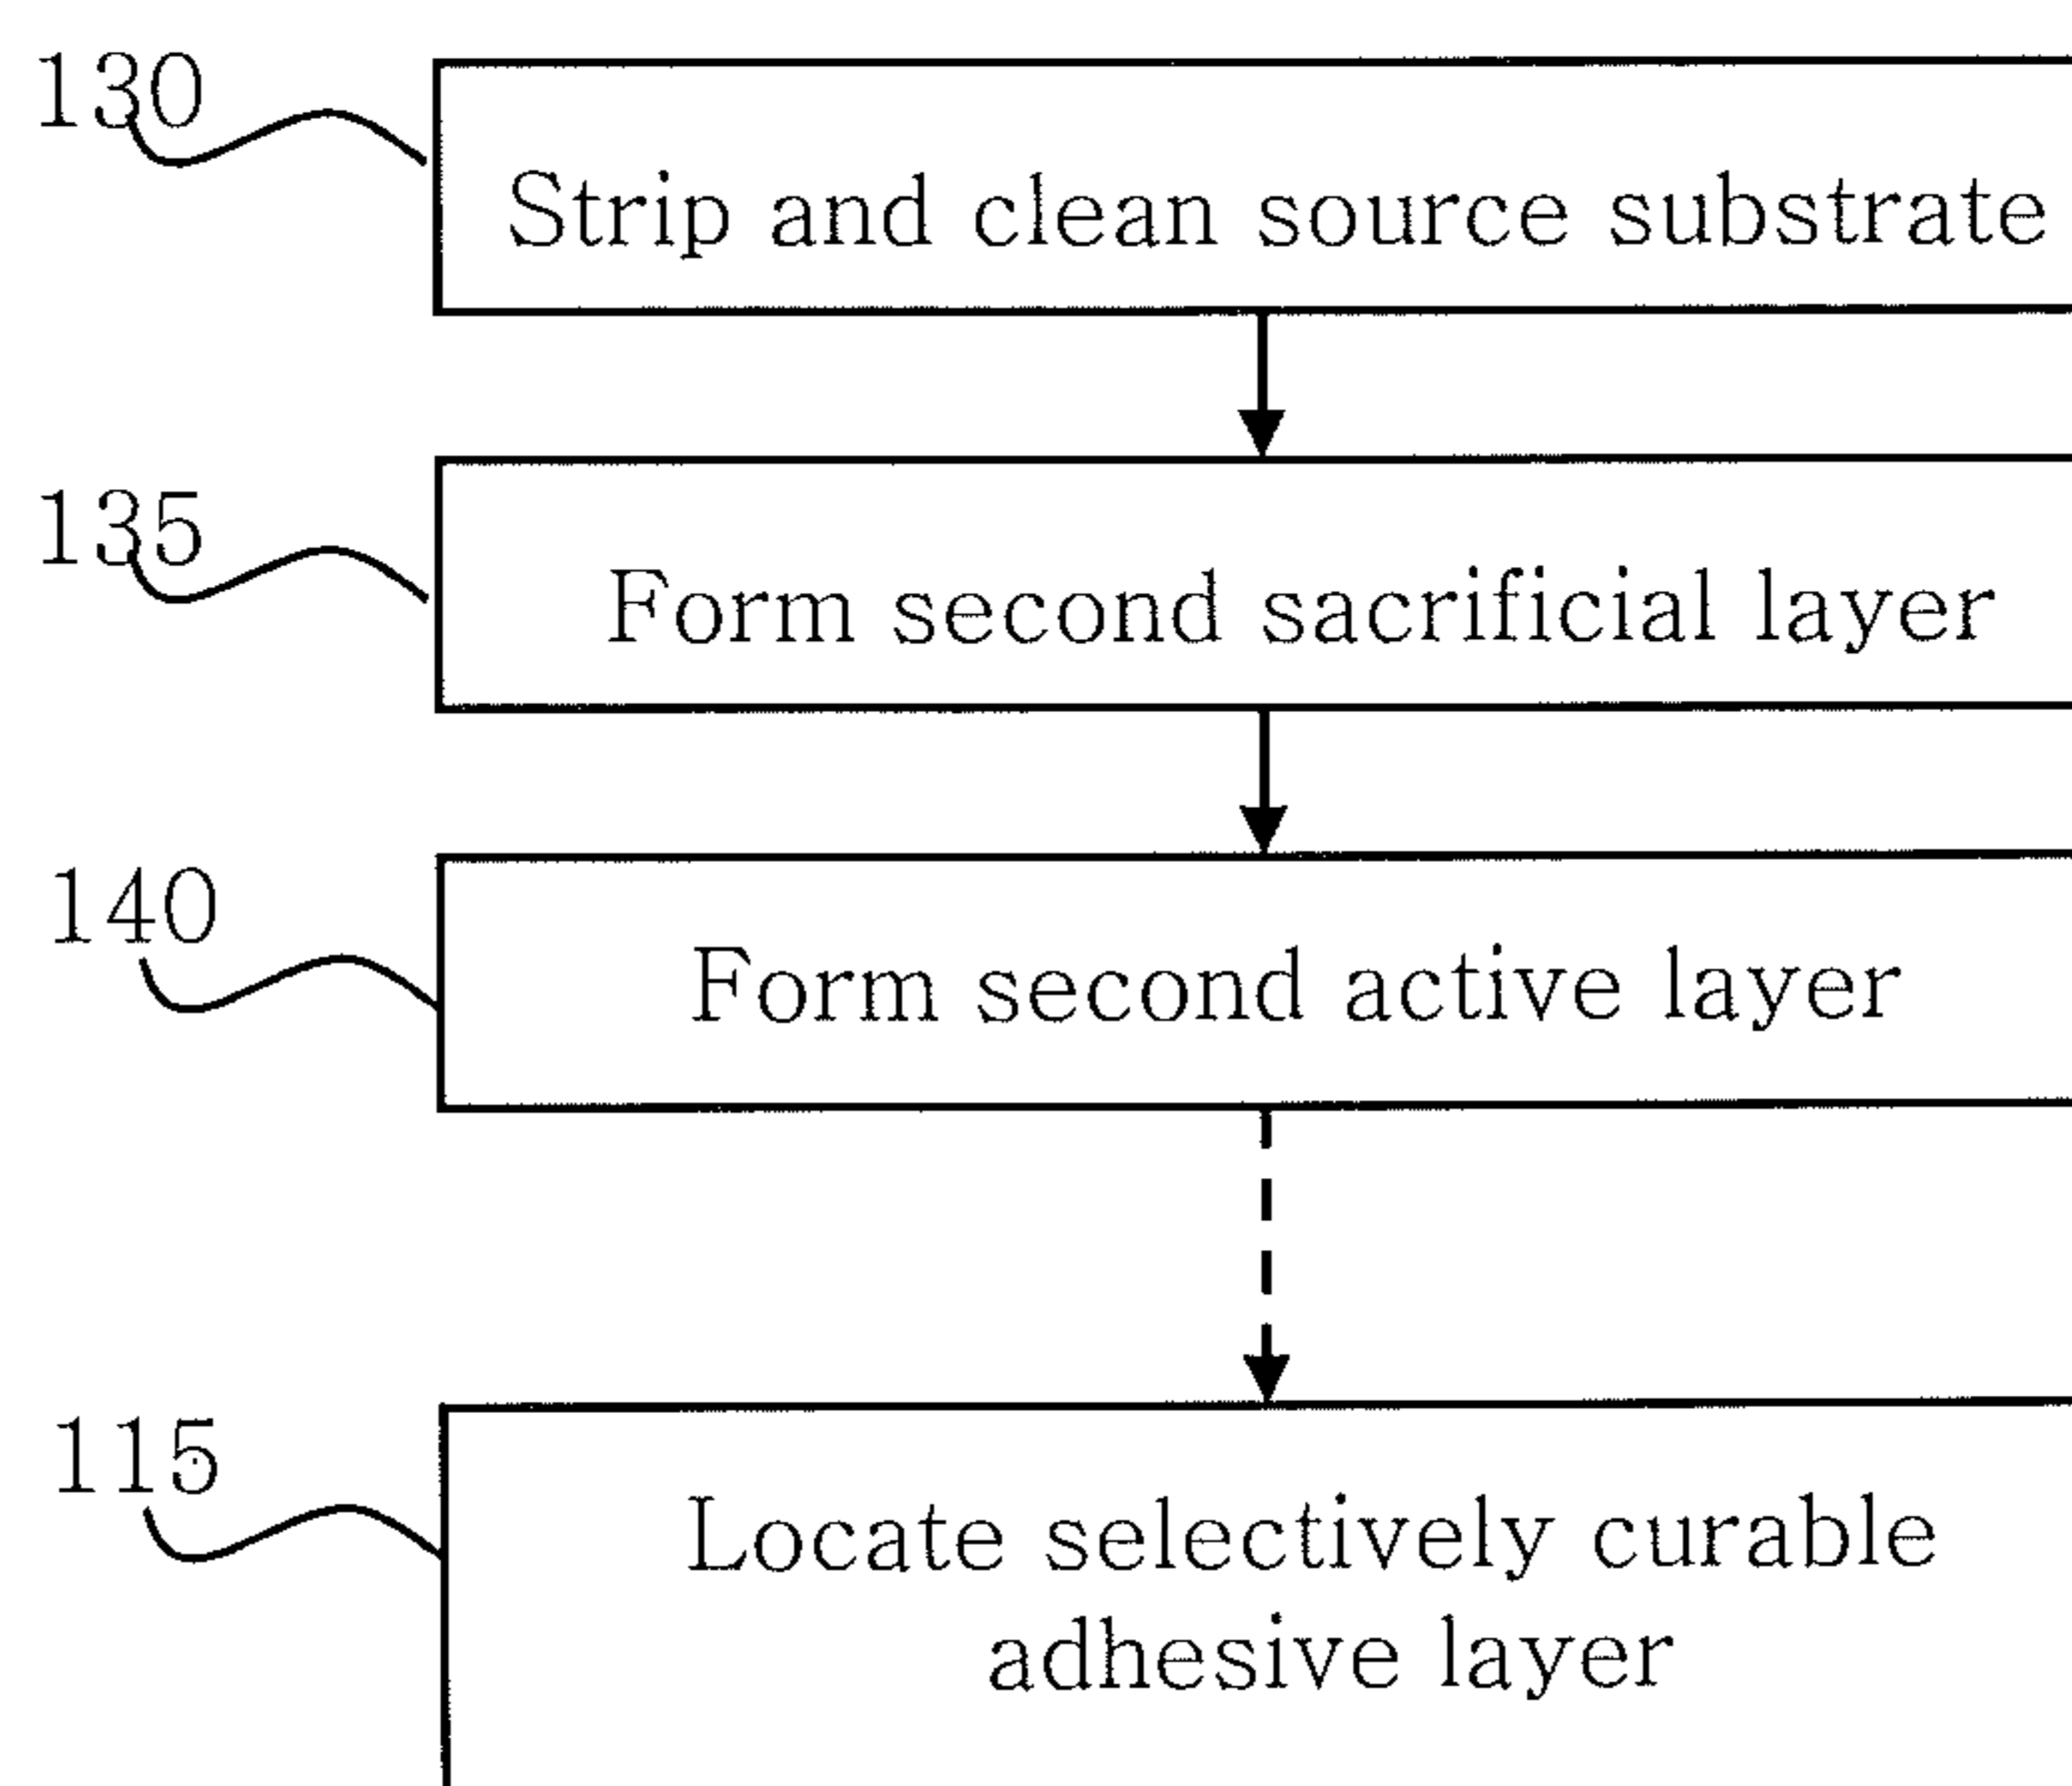 130
Strip and clean source substrate
135
Form second sacrificial layer
140
Form second active layer
115
Locate selectively curable
adhesive layer